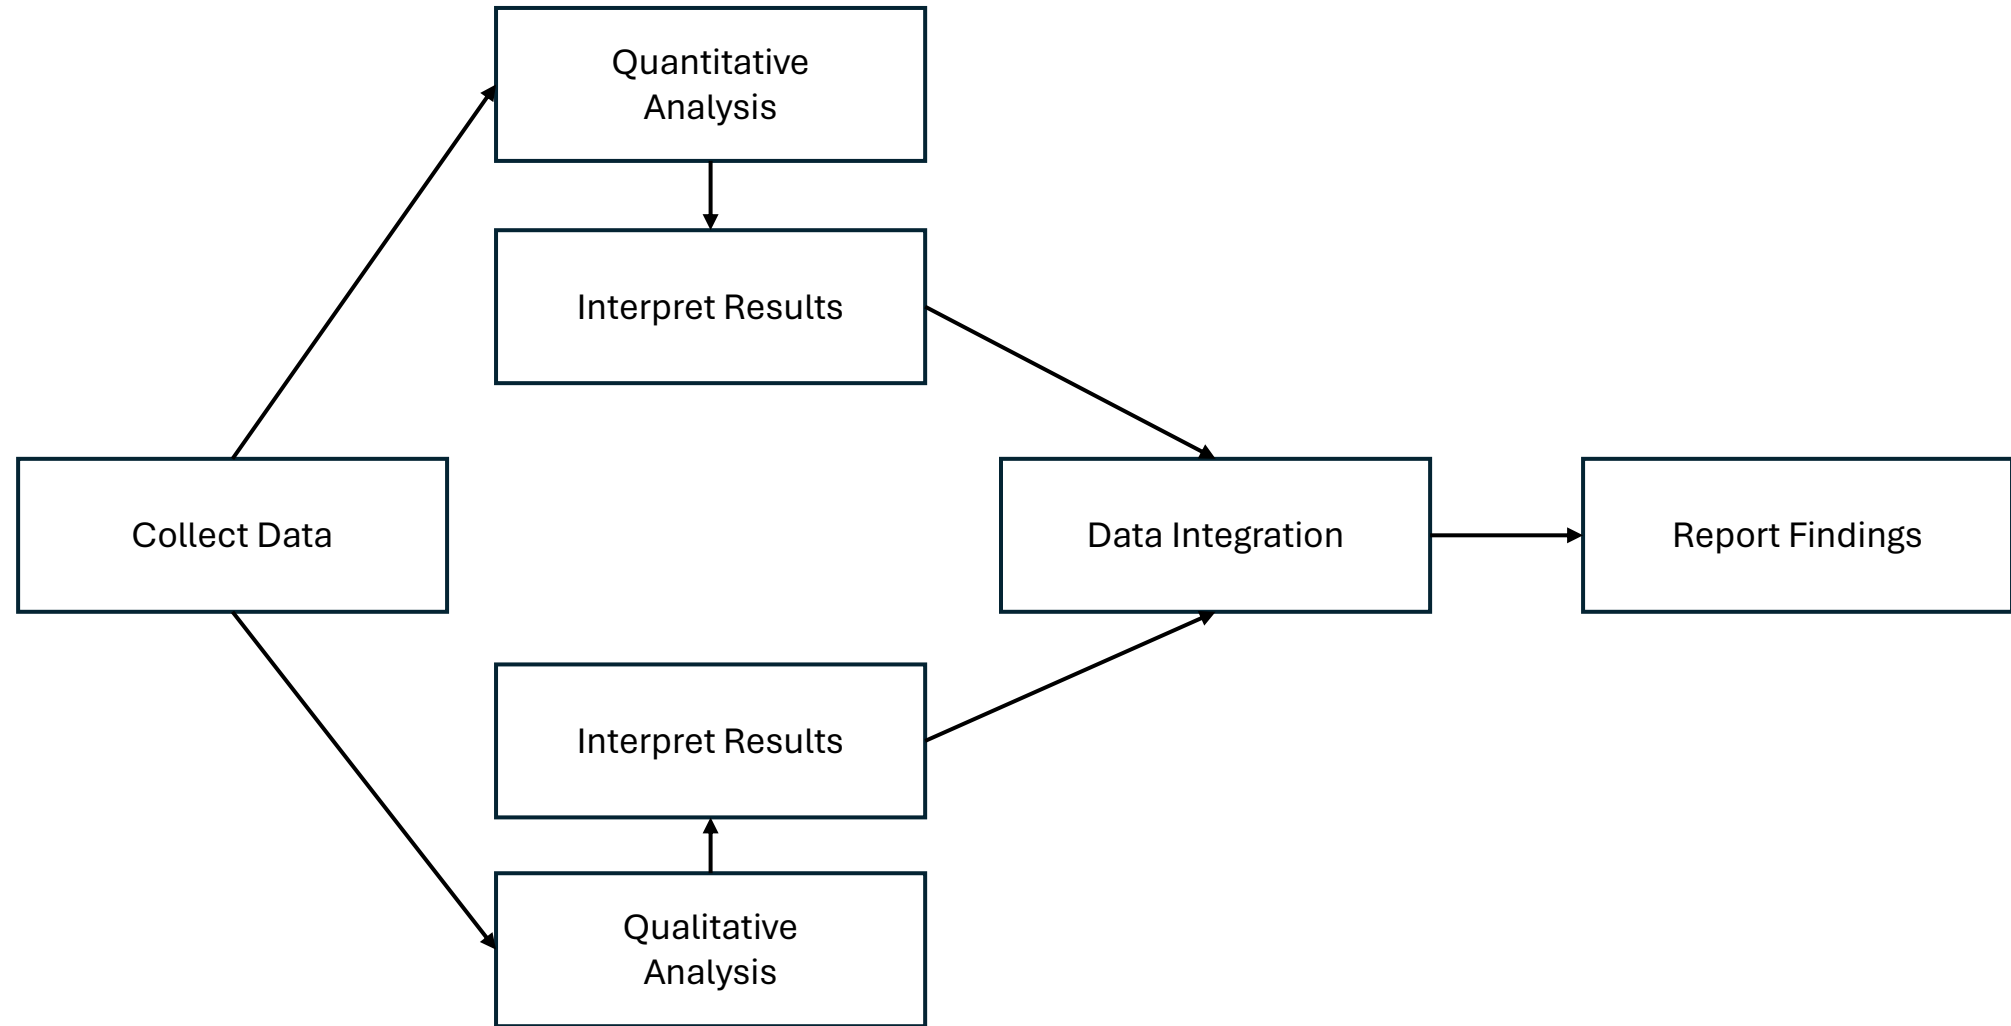 Quantitative
Analysis
Interpret Results
Collect Data
Data Integration
Report Findings
Interpret Results
Qualitative
Analysis